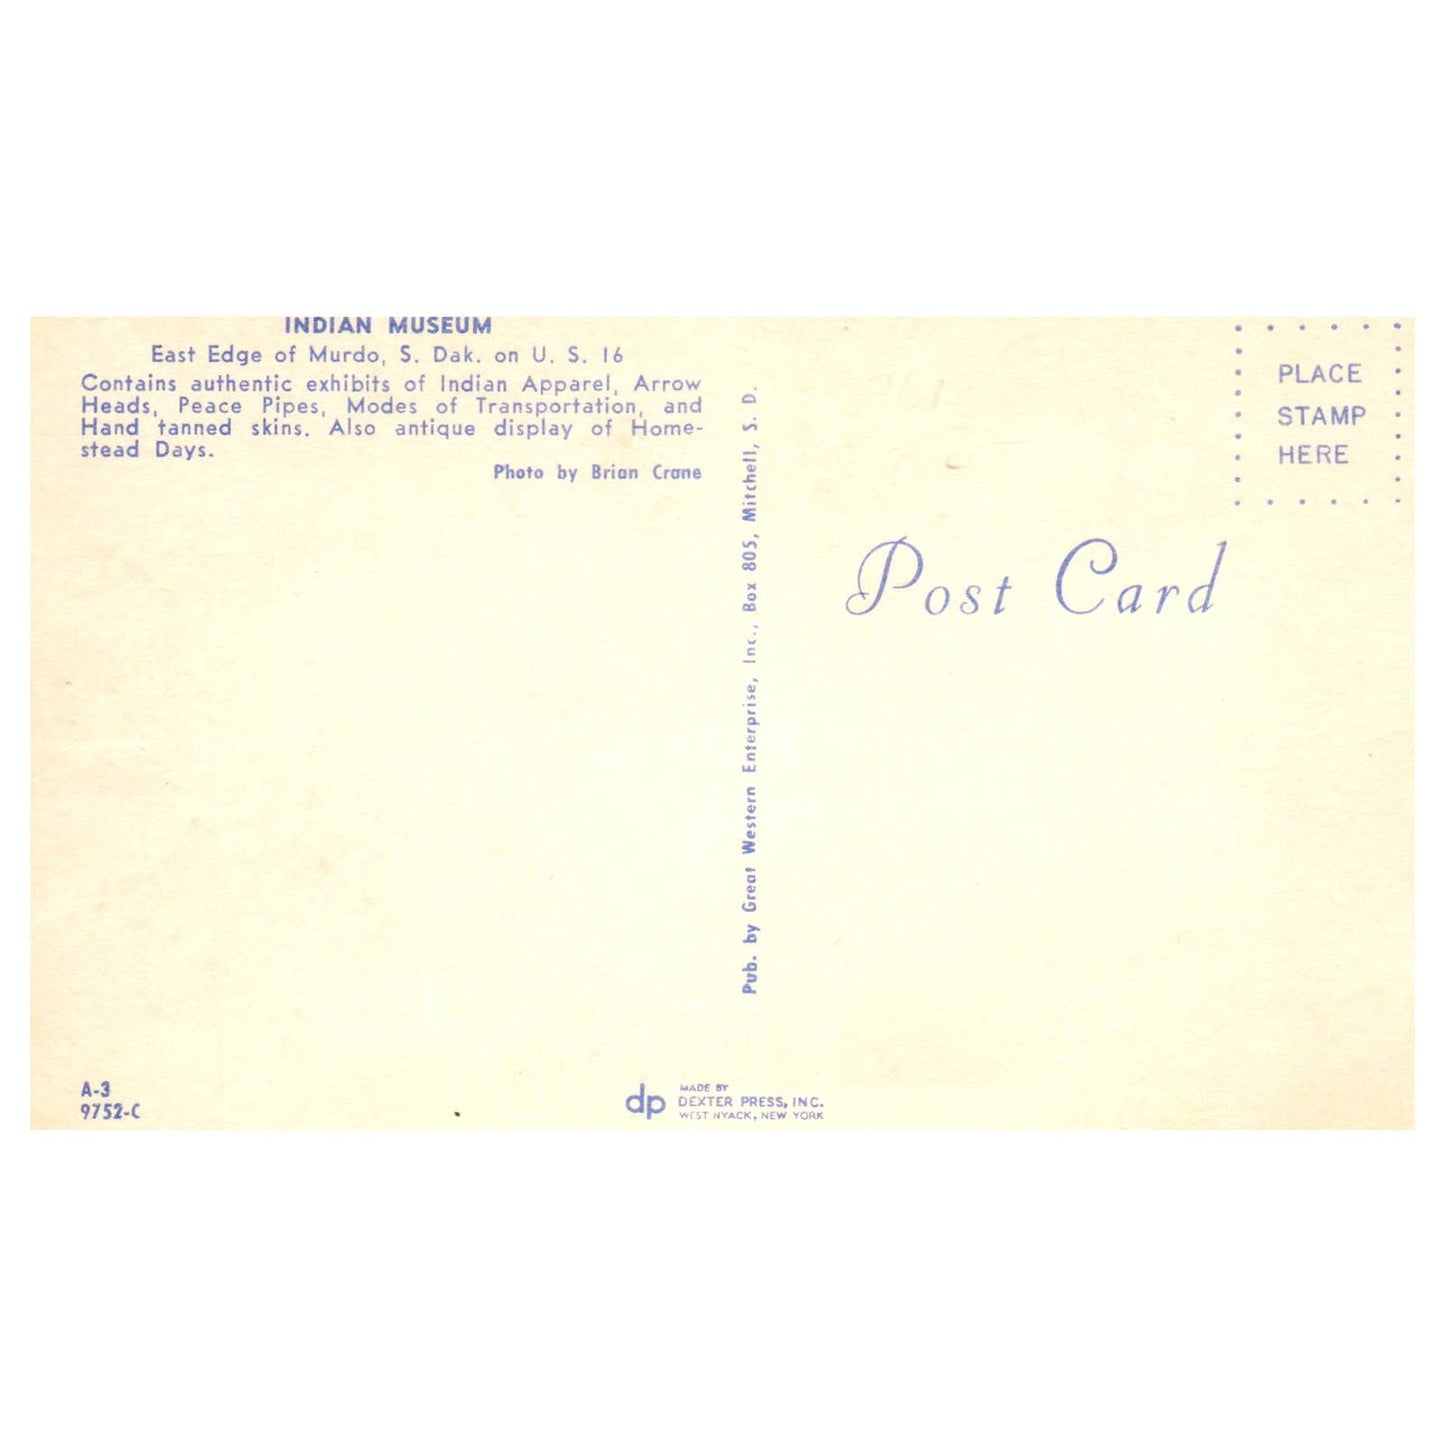 INDIAN MUSEUM
East Edge of Murdo, S. Dak. on U. S. 16
Contains authentic exhibits of Indian Apparel, Arrow
Heads, Peace Pipes, Modes of Transportation, and
Hand tanned skins. Also antique display of Home-
stead Days.
Photo by Brian Crane
A-3
9752-C
Pub. by Great Western Enterprise, Inc., Box 805, Mitchell, S. D.
dp
MADE BY
DEXTER PRESS, INC.
WEST NYACK, NEW YORK
PLACE
STAMP
HERE
Post Card